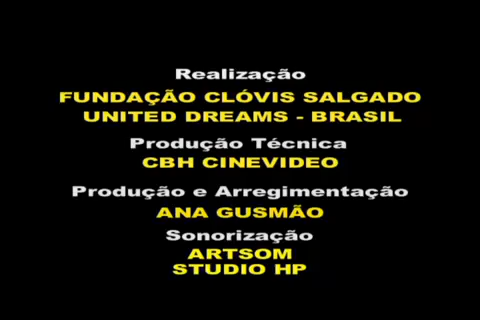 Realização
FUNDAÇÃO CLÓVIS SALGADO
UNITED DREAMS - BRASIL
Produção Técnica
CBH CINEVIDEO
Produção e Arregimentação
ANA GUSMÃO
Sonorização
ARTSOM
STUDIO HP